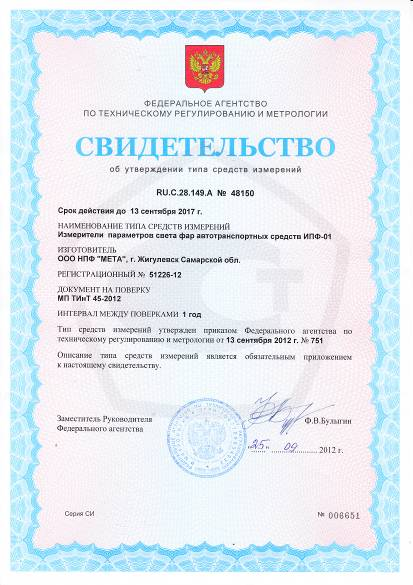 ФЕДЕРАЛЬНОЕ АГЕНТСТВО
ПО ТЕХНИЧЕСКОМУ РЕГУЛИРОВАНИЮ И МЕТРОЛОГИИ
СВИДЕТЕЛЬСТВО
об утверждении типа средств измерений
RU.C.28.149.A № 48150
Срок действия до 13 сентября 2017 г.
НАИМЕНОВАНИЕ ТИПА СРЕДСТВ ИЗМЕРЕНИЙ
Измерители параметров света фар автотранспортных средств ИПФ-01
ИЗГОТОВИТЕЛЬ
ООО НПФ "МЕТА", г. Жигулевск Самарской обл.
РЕГИСТРАЦИОННЫЙ № 51226-12
ДОКУМЕНТ НА ПОВЕРКУ
МП ТИнТ 45-2012
ИНТЕРВАЛ МЕЖДУ ПОВЕРКАМИ 1 год
Тип средств измерений утвержден приказом Федерального агентства по
техническому регулированию и метрологии от 13 сентября 2012 г. № 751
Описание типа средств измерений является обязательным приложением
к настоящему свидетельству.
Заместитель Руководителя
Ф.В.Булыгин
Федерального агентства
"25" 09 2012 г.
Серия СИ
№ 006651